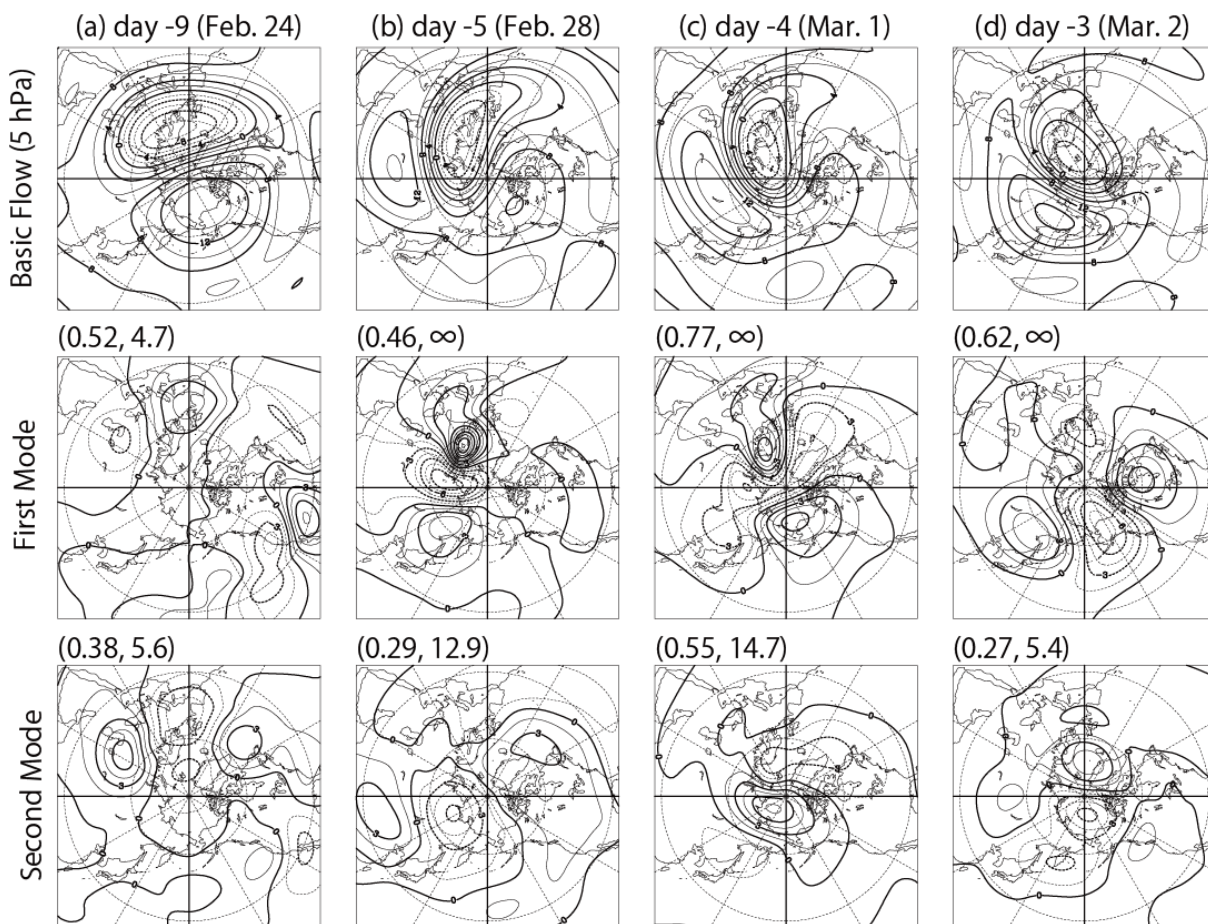 (a) day -9 (Feb. 24) (b) day -5 (Feb. 28) (c) day -4 (Mar. 1) (d) day -3 (Mar. 2)
Basic Flow (5 hPa)
(0.52, 4.7) (0.46, ∞) (0.77, ∞) (0.62, ∞)
First Mode
(0.38, 5.6) (0.29, 12.9) (0.55, 14.7) (0.27, 5.4)
Second Mode